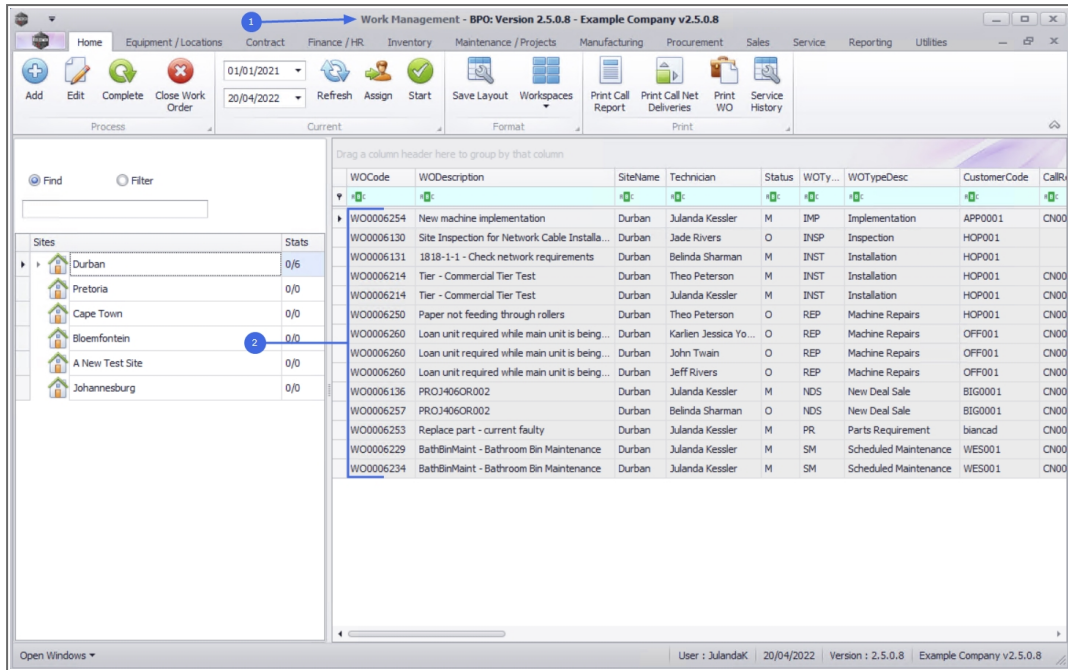 1
Work Management - BPO: Version 2.5.0.8 - Example Company v2.5.0.8
Home Equipment / Locations Contract Finance / HR Inventory Maintenance / Projects Manufacturing Procurement Sales Service Reporting Utilities
01/01/2021
20/04/2022
Add Edit Complete Close Work Order Refresh Assign Start Save Layout Workspaces Print Call Report Print Call Net Deliveries Print WO Service History
Process Current Format Print
Drag a column header here to group by that column
Find Filter
WOCode WODescription SiteName Technician Status WOTy... WOTypeDesc CustomerCode CallRe
Sites Stats
Durban 0/6
Pretoria 0/0
Cape Town 0/0
Bloemfontein 0/0
A New Test Site 0/0
Johannesburg 0/0
2
WO0006254 New machine implementation Durban Julanda Kessler M IMP Implementation APP0001 CN00
WO0006130 Site Inspection for Network Cable Installa... Durban Jade Rivers O INSP Inspection HOP001
WO0006131 1818-1-1 - Check network requirements Durban Belinda Sharman M INST Installation HOP001
WO0006214 Tier - Commercial Tier Test Durban Theo Peterson M INST Installation HOP001 CN00
WO0006214 Tier - Commercial Tier Test Durban Julanda Kessler M INST Installation HOP001 CN00
WO0006250 Paper not feeding through rollers Durban Theo Peterson O REP Machine Repairs HOP001 CN00
WO0006260 Loan unit required while main unit is being... Durban Karlien Jessica Yo... O REP Machine Repairs OFF001 CN00
WO0006260 Loan unit required while main unit is being... Durban John Twain O REP Machine Repairs OFF001 CN00
WO0006260 Loan unit required while main unit is being... Durban Jeff Rivers O REP Machine Repairs OFF001 CN00
WO0006136 PROJ406OR002 Durban Julanda Kessler M NDS New Deal Sale BIG0001 CN00
WO0006257 PROJ406OR002 Durban Belinda Sharman O NDS New Deal Sale BIG0001 CN00
WO0006253 Replace part - current faulty Durban Julanda Kessler M PR Parts Requirement biancad CN00
WO0006229 BathBinMaint - Bathroom Bin Maintenance Durban Julanda Kessler M SM Scheduled Maintenance WES001 CN00
WO0006234 BathBinMaint - Bathroom Bin Maintenance Durban Julanda Kessler M SM Scheduled Maintenance WES001 CN00
Open Windows User : JulandaK 20/04/2022 Version : 2.5.0.8 Example Company v2.5.0.8